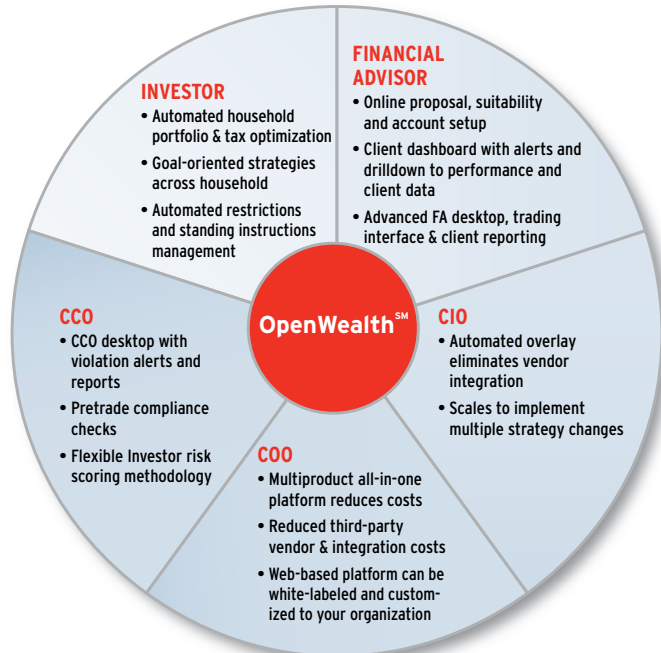 INVESTOR
• Automated household
portfolio & tax optimization
• Goal-oriented strategies
across household
• Automated restrictions
and standing instructions
management
FINANCIAL
ADVISOR
• Online proposal, suitability
and account setup
• Client dashboard with alerts and
drilldown to performance and
client data
• Advanced FA desktop, trading
interface & client reporting
OpenWealth℠
CCO
• CCO desktop with
violation alerts and
reports
• Pretrade compliance
checks
• Flexible Investor risk
scoring methodology
CIO
• Automated overlay
eliminates vendor
integration
• Scales to implement
multiple strategy changes
COO
• Multiproduct all-in-one
platform reduces costs
• Reduced third-party
vendor & integration costs
• Web-based platform can be
white-labeled and custom-
ized to your organization